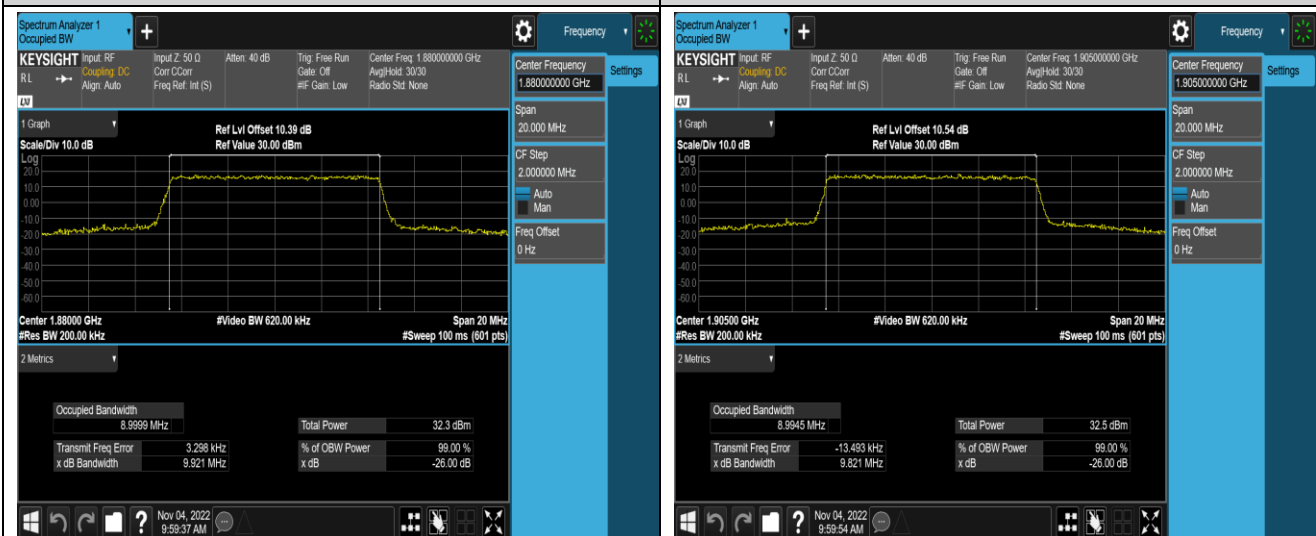 Spectrum Analyzer 1
Occupied BW
+
Frequency
KEYSIGHT
RL
LXI
Input: RF
Coupling: DC
Align: Auto
Input Z: 50 Ω
Corr CCorr
Freq Ref: Int (S)
Atten: 40 dB
Trig: Free Run
Gate: Off
#IF Gain: Low
Center Freq: 1.880000000 GHz
Avg|Hold: 30/30
Radio Std: None
Center Frequency
1.880000000 GHz
Settings
Span
20.000 MHz
CF Step
2.000000 MHz
Auto
Man
Freq Offset
0 Hz
1 Graph
Ref Lvl Offset 10.39 dB
Scale/Div 10.0 dB
Ref Value 30.00 dBm
Log
20.0
10.0
0.00
-10.0
-20.0
-30.0
-40.0
-50.0
-60.0
Center 1.88000 GHz
#Video BW 620.00 kHz
Span 20 MHz
#Res BW 200.00 kHz
#Sweep 100 ms (601 pts)
2 Metrics
Occupied Bandwidth
8.9999 MHz
Total Power 32.3 dBm
Transmit Freq Error 3.298 kHz
% of OBW Power 99.00 %
x dB Bandwidth 9.921 MHz
x dB -26.00 dB
?
Nov 04, 2022
9:59:37 AM
Spectrum Analyzer 1
Occupied BW
+
Frequency
KEYSIGHT
RL
LXI
Input: RF
Coupling: DC
Align: Auto
Input Z: 50 Ω
Corr CCorr
Freq Ref: Int (S)
Atten: 40 dB
Trig: Free Run
Gate: Off
#IF Gain: Low
Center Freq: 1.905000000 GHz
Avg|Hold: 30/30
Radio Std: None
Center Frequency
1.905000000 GHz
Settings
Span
20.000 MHz
CF Step
2.000000 MHz
Auto
Man
Freq Offset
0 Hz
1 Graph
Ref Lvl Offset 10.54 dB
Scale/Div 10.0 dB
Ref Value 30.00 dBm
Log
20.0
10.0
0.00
-10.0
-20.0
-30.0
-40.0
-50.0
-60.0
Center 1.90500 GHz
#Video BW 620.00 kHz
Span 20 MHz
#Res BW 200.00 kHz
#Sweep 100 ms (601 pts)
2 Metrics
Occupied Bandwidth
8.9945 MHz
Total Power 32.5 dBm
Transmit Freq Error -13.493 kHz
% of OBW Power 99.00 %
x dB Bandwidth 9.821 MHz
x dB -26.00 dB
?
Nov 04, 2022
9:59:54 AM